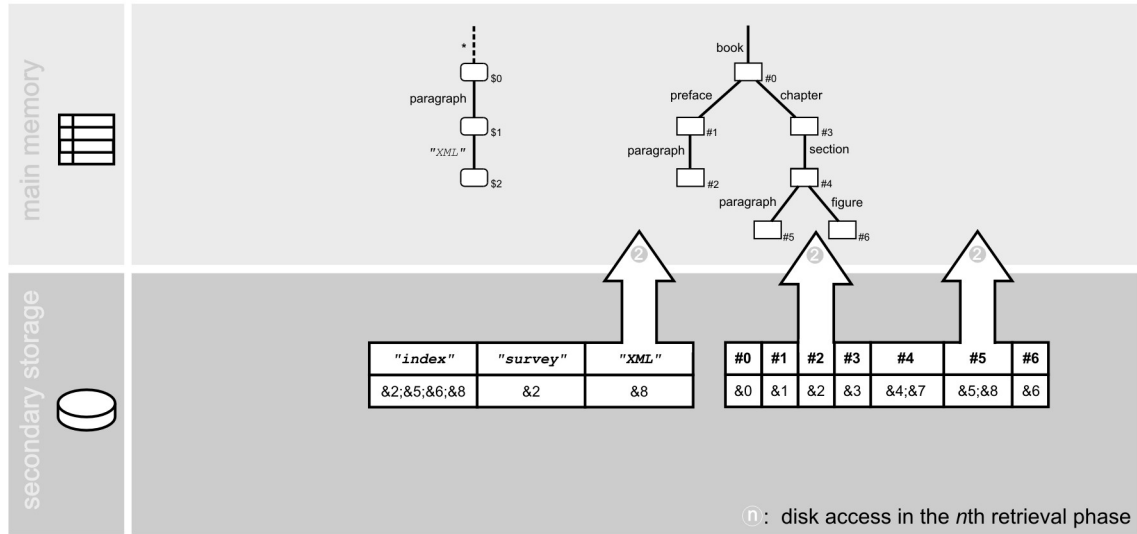 main memory
*
$0
paragraph
$1
"XML"
$2
book
#0
preface
chapter
#1
#3
paragraph
section
#2
#4
paragraph
figure
#5
#6
2
2
2
secondary storage
"index" "survey" "XML"
&2;&5;&6;&8 &2 &8
#0 #1 #2 #3 #4 #5 #6
&0 &1 &2 &3 &4;&7 &5;&8 &6
n: disk access in the nth retrieval phase